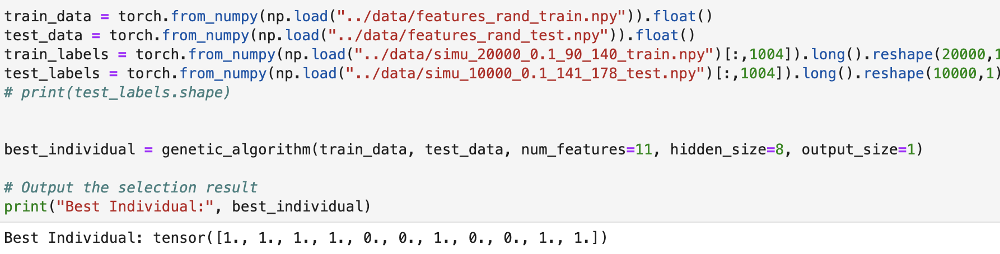 train_data = torch.from_numpy(np.load("../data/features_rand_train.npy")).float()
test_data = torch.from_numpy(np.load("../data/features_rand_test.npy")).float()
train_labels = torch.from_numpy(np.load("../data/simu_20000_0.1_90_140_train.npy")[:,1004]).long().reshape(20000,1
test_labels = torch.from_numpy(np.load("../data/simu_10000_0.1_141_178_test.npy")[:,1004]).long().reshape(10000,1)
# print(test_labels.shape)
best_individual = genetic_algorithm(train_data, test_data, num_features=11, hidden_size=8, output_size=1)
# Output the selection result
print("Best Individual:", best_individual)
Best Individual: tensor([1., 1., 1., 1., 0., 0., 1., 0., 0., 1., 1.])